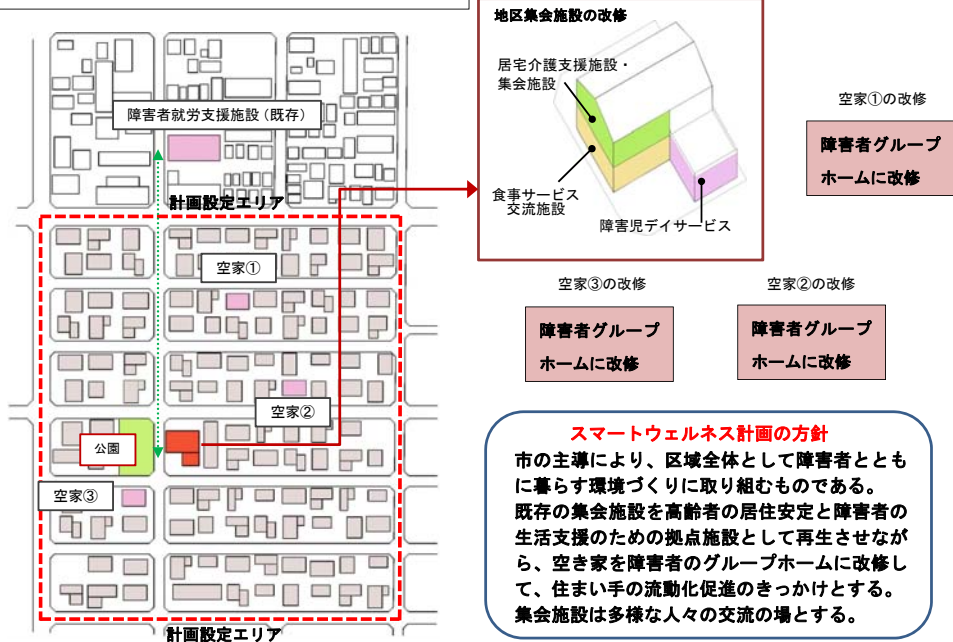 地区集会施設の改修
居宅介護支援施設・
集会施設
食事サービス
交流施設
障害児デイサービス
空家①の改修
障害者グループ
ホームに改修
障害者就労支援施設（既存）
計画設定エリア
空家①
空家②
公園
空家③
計画設定エリア
空家③の改修
障害者グループ
ホームに改修
空家②の改修
障害者グループ
ホームに改修
スマートウェルネス計画の方針
市の主導により、区域全体として障害者ととも
に暮らす環境づくりに取り組むものである。
既存の集会施設を高齢者の居住安定と障害者の
生活支援のための拠点施設として再生させなが
ら、空き家を障害者のグループホームに改修し
て、住まい手の流動化促進のきっかけとする。
集会施設は多様な人々の交流の場とする。